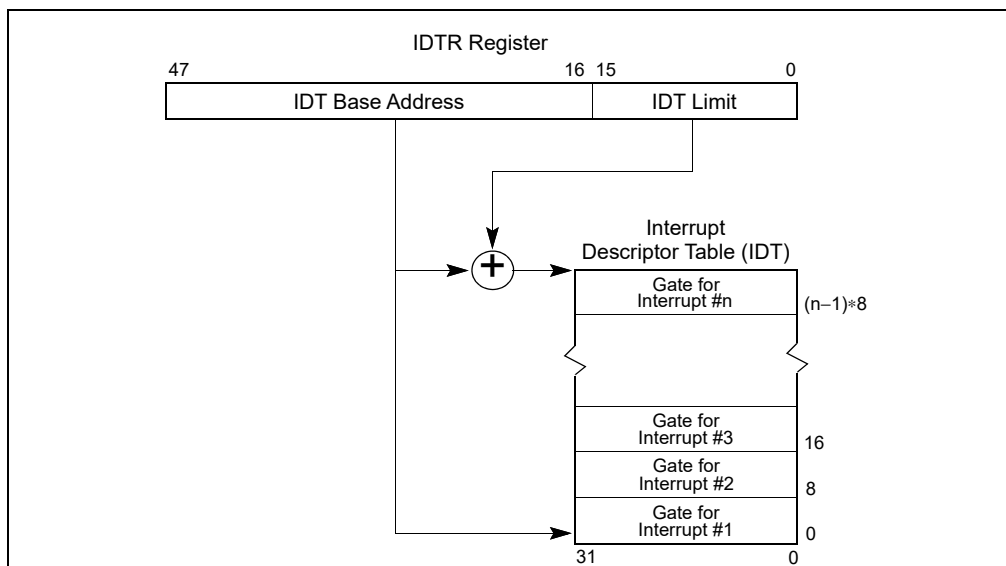 IDTR Register
47 16 15 0
IDT Base Address IDT Limit
+
Interrupt
Descriptor Table (IDT)
Gate for
Interrupt #n
(n–1)∗8
Gate for
Interrupt #3
16
Gate for
Interrupt #2
8
Gate for
Interrupt #1
0
31 0